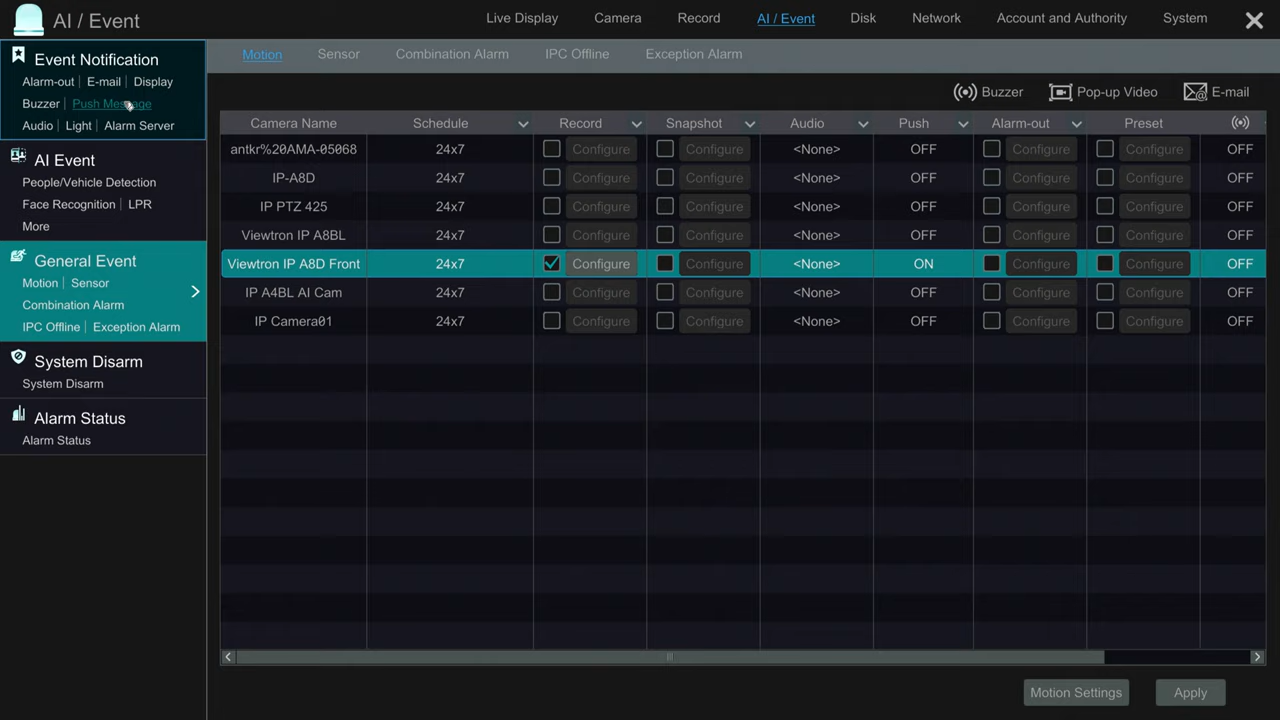 AI / Event
Live Display Camera Record AI / Event Disk Network Account and Authority System
Event Notification
Alarm-out E-mail Display
Buzzer Push Message
Audio Light Alarm Server
AI Event
People/Vehicle Detection
Face Recognition LPR
More
General Event
Motion Sensor
Combination Alarm
IPC Offline Exception Alarm
System Disarm
System Disarm
Alarm Status
Alarm Status
Motion Sensor Combination Alarm IPC Offline Exception Alarm
Buzzer Pop-up Video E-mail
Camera Name Schedule Record Snapshot Audio Push Alarm-out Preset
antkr%20AMA-05068 24x7 Configure Configure <None> OFF Configure Configure OFF
IP-A8D 24x7 Configure Configure <None> OFF Configure Configure OFF
IP PTZ 425 24x7 Configure Configure <None> OFF Configure Configure OFF
Viewtron IP A8BL 24x7 Configure Configure <None> OFF Configure Configure OFF
Viewtron IP A8D Front 24x7 Configure Configure <None> ON Configure Configure OFF
IP A4BL AI Cam 24x7 Configure Configure <None> OFF Configure Configure OFF
IP Camera01 24x7 Configure Configure <None> OFF Configure Configure OFF
Motion Settings Apply